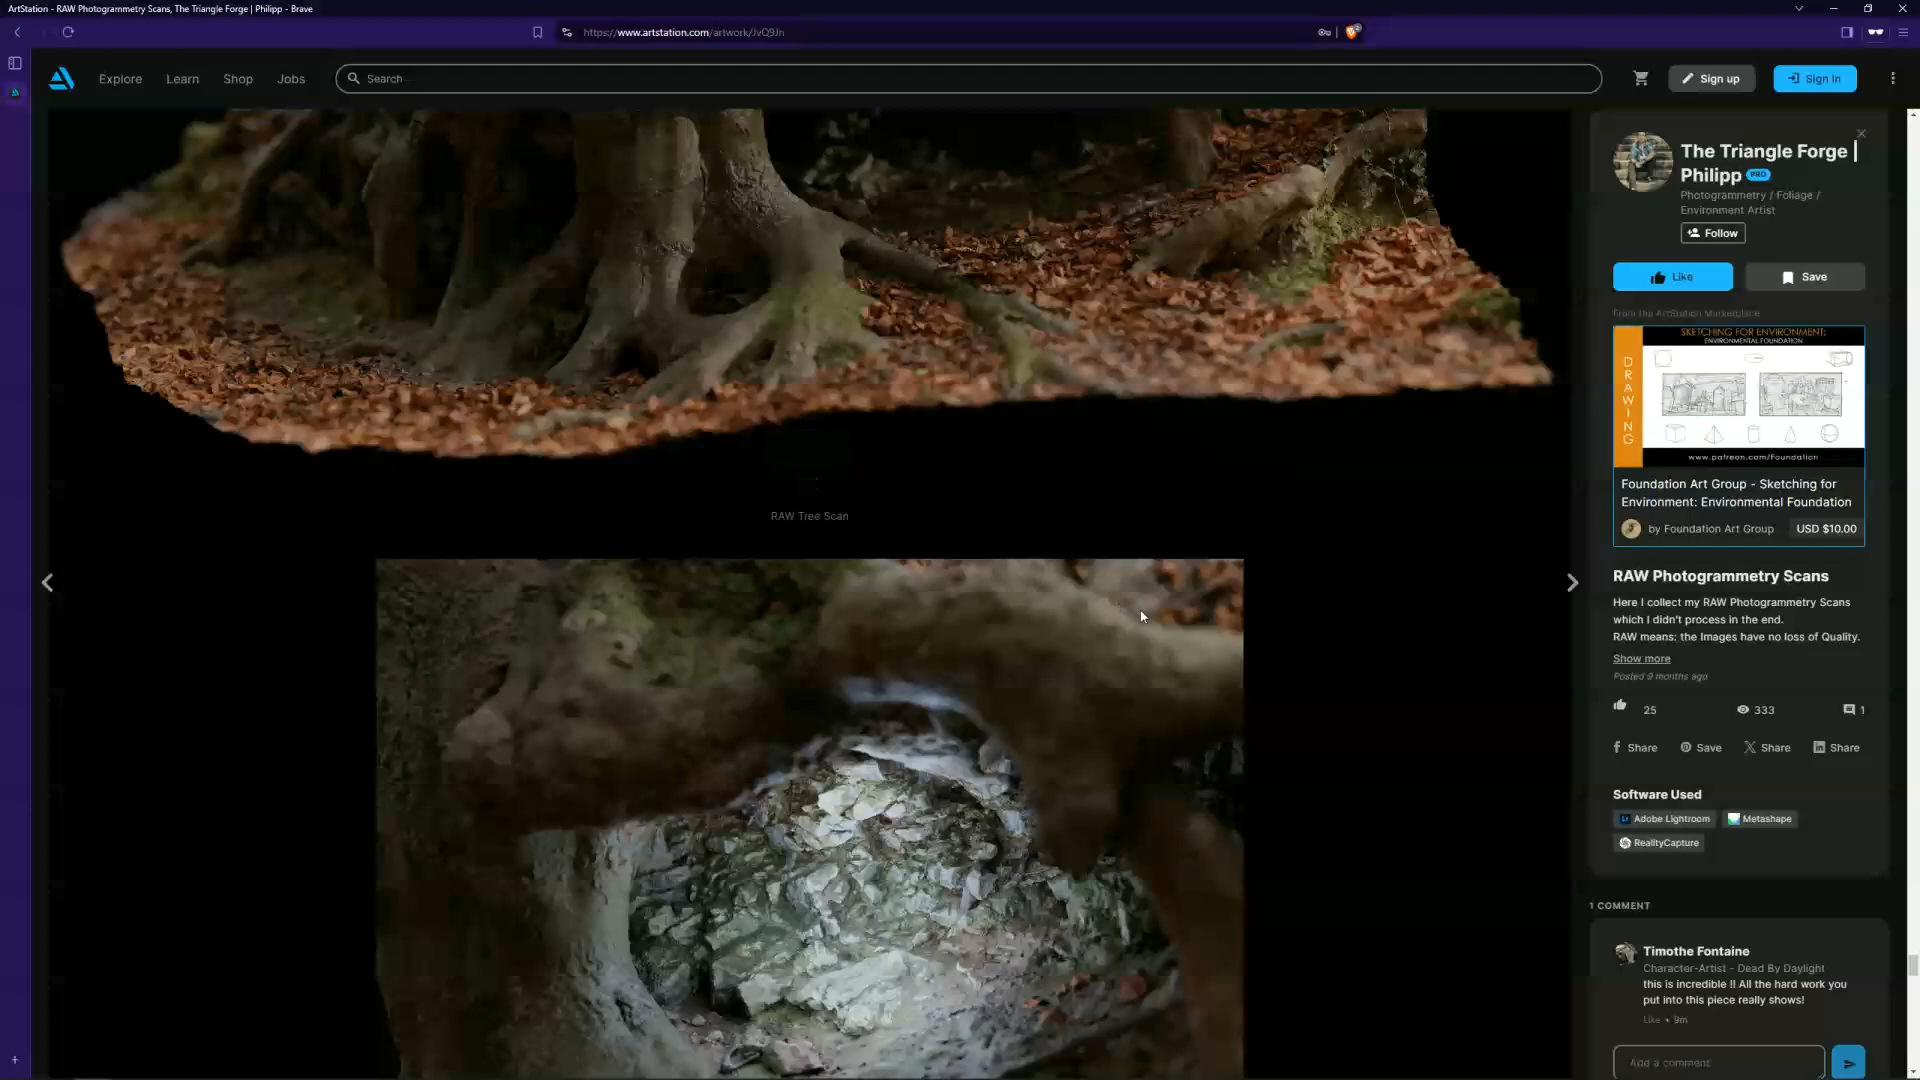 ArtStation - RAW Photogrammetry Scans, The Triangle Forge | Philipp - Brave
https://www.artstation.com/artwork/JvQ9Jn
Explore
Learn
Shop
Jobs
Search
Sign up
Sign In
The Triangle Forge |
Philipp PRO
Photogrammetry / Foliage /
Environment Artist
Follow
Like
Save
From the ArtStation Marketplace
SKETCHING FOR ENVIRONMENT:
ENVIRONMENTAL FOUNDATION
DRAWING
www.patreon.com/Foundation
Foundation Art Group - Sketching for
Environment: Environmental Foundation
by Foundation Art Group
USD $10.00
RAW Tree Scan
RAW Photogrammetry Scans
Here I collect my RAW Photogrammetry Scans
which I didn't process in the end.
RAW means: the Images have no loss of Quality.
Show more
Posted 9 months ago
25
333
1
Share
Save
Share
Share
Software Used
Lr Adobe Lightroom
Metashape
RealityCapture
1 COMMENT
Timothe Fontaine
Character-Artist - Dead By Daylight
this is incredible !! All the hard work you
put into this piece really shows!
Like • 9m
Add a comment